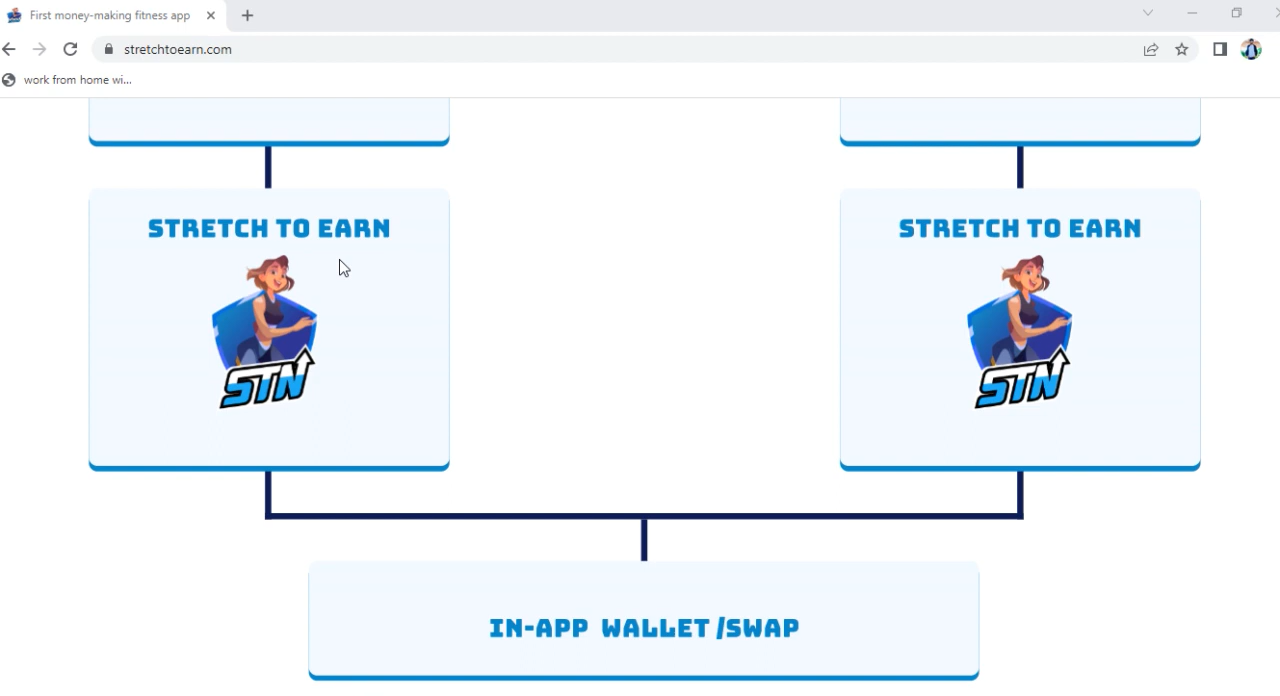 First money-making fitness app
stretchtoearn.com
work from home wi...
STRETCH TO EARN
STN
STRETCH TO EARN
STN
IN-APP WALLET /SWAP